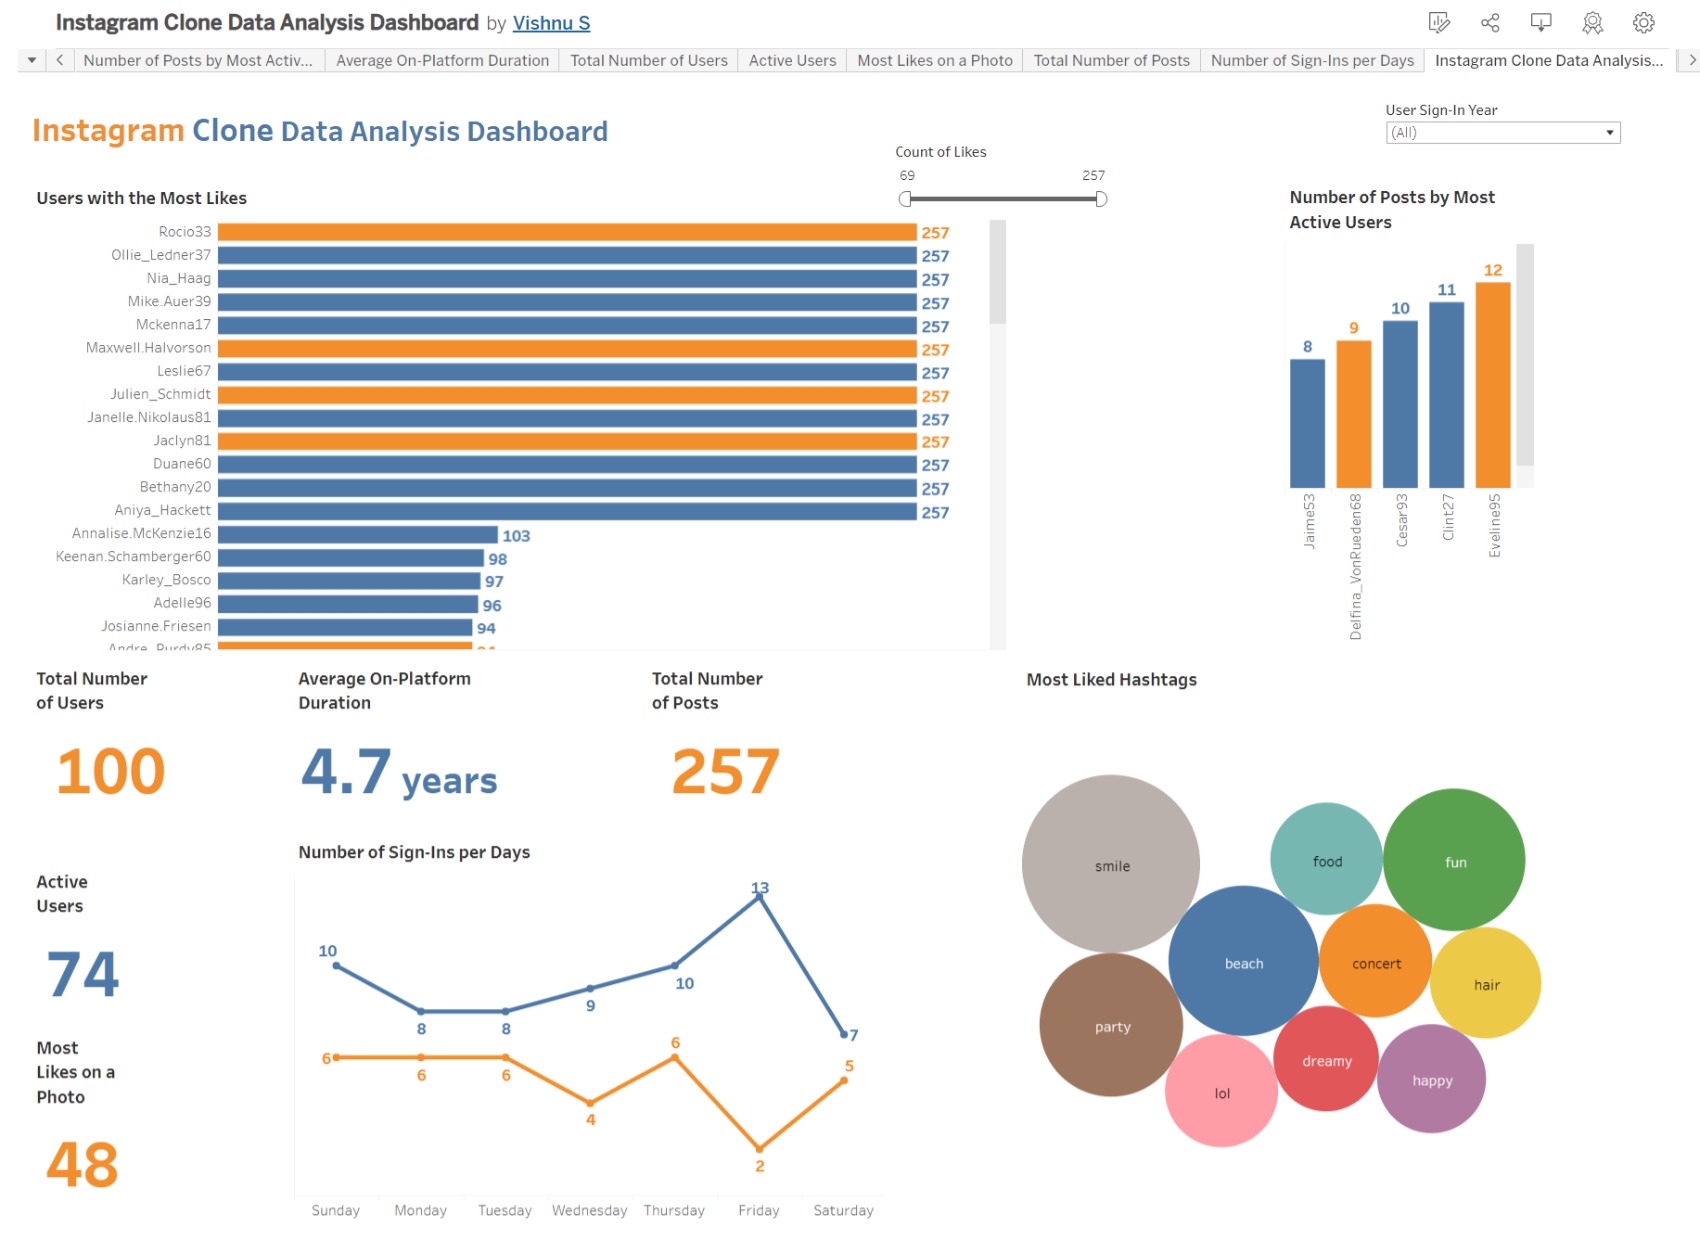 Instagram Clone Data Analysis Dashboard by Vishnu S
Number of Posts by Most Activ...
Average On-Platform Duration
Total Number of Users
Active Users
Most Likes on a Photo
Total Number of Posts
Number of Sign-Ins per Days
Instagram Clone Data Analysis...
Instagram Clone Data Analysis Dashboard
User Sign-In Year
(All)
Count of Likes
69
257
Users with the Most Likes
Rocio33 257
Ollie_Ledner37 257
Nia_Haag 257
Mike.Auer39 257
Mckenna17 257
Maxwell.Halvorson 257
Leslie67 257
Julien_Schmidt 257
Janelle.Nikolaus81 257
Jaclyn81 257
Duane60 257
Bethany20 257
Aniya_Hackett 257
Annalise.McKenzie16 103
Keenan.Schamberger60 98
Karley_Bosco 97
Adelle96 96
Josianne.Friesen 94
Andre_Purdy85
Number of Posts by Most
Active Users
8
9
10
11
12
Jaime53
Delfina_VonRueden68
Cesar93
Clint27
Eveline95
Total Number
of Users
100
Average On-Platform
Duration
4.7 years
Total Number
of Posts
257
Active
Users
74
Most
Likes on a
Photo
48
Number of Sign-Ins per Days
10
8
8
9
10
13
7
6
6
6
4
6
2
5
Sunday
Monday
Tuesday
Wednesday
Thursday
Friday
Saturday
Most Liked Hashtags
smile
food
fun
beach
concert
hair
party
dreamy
happy
lol